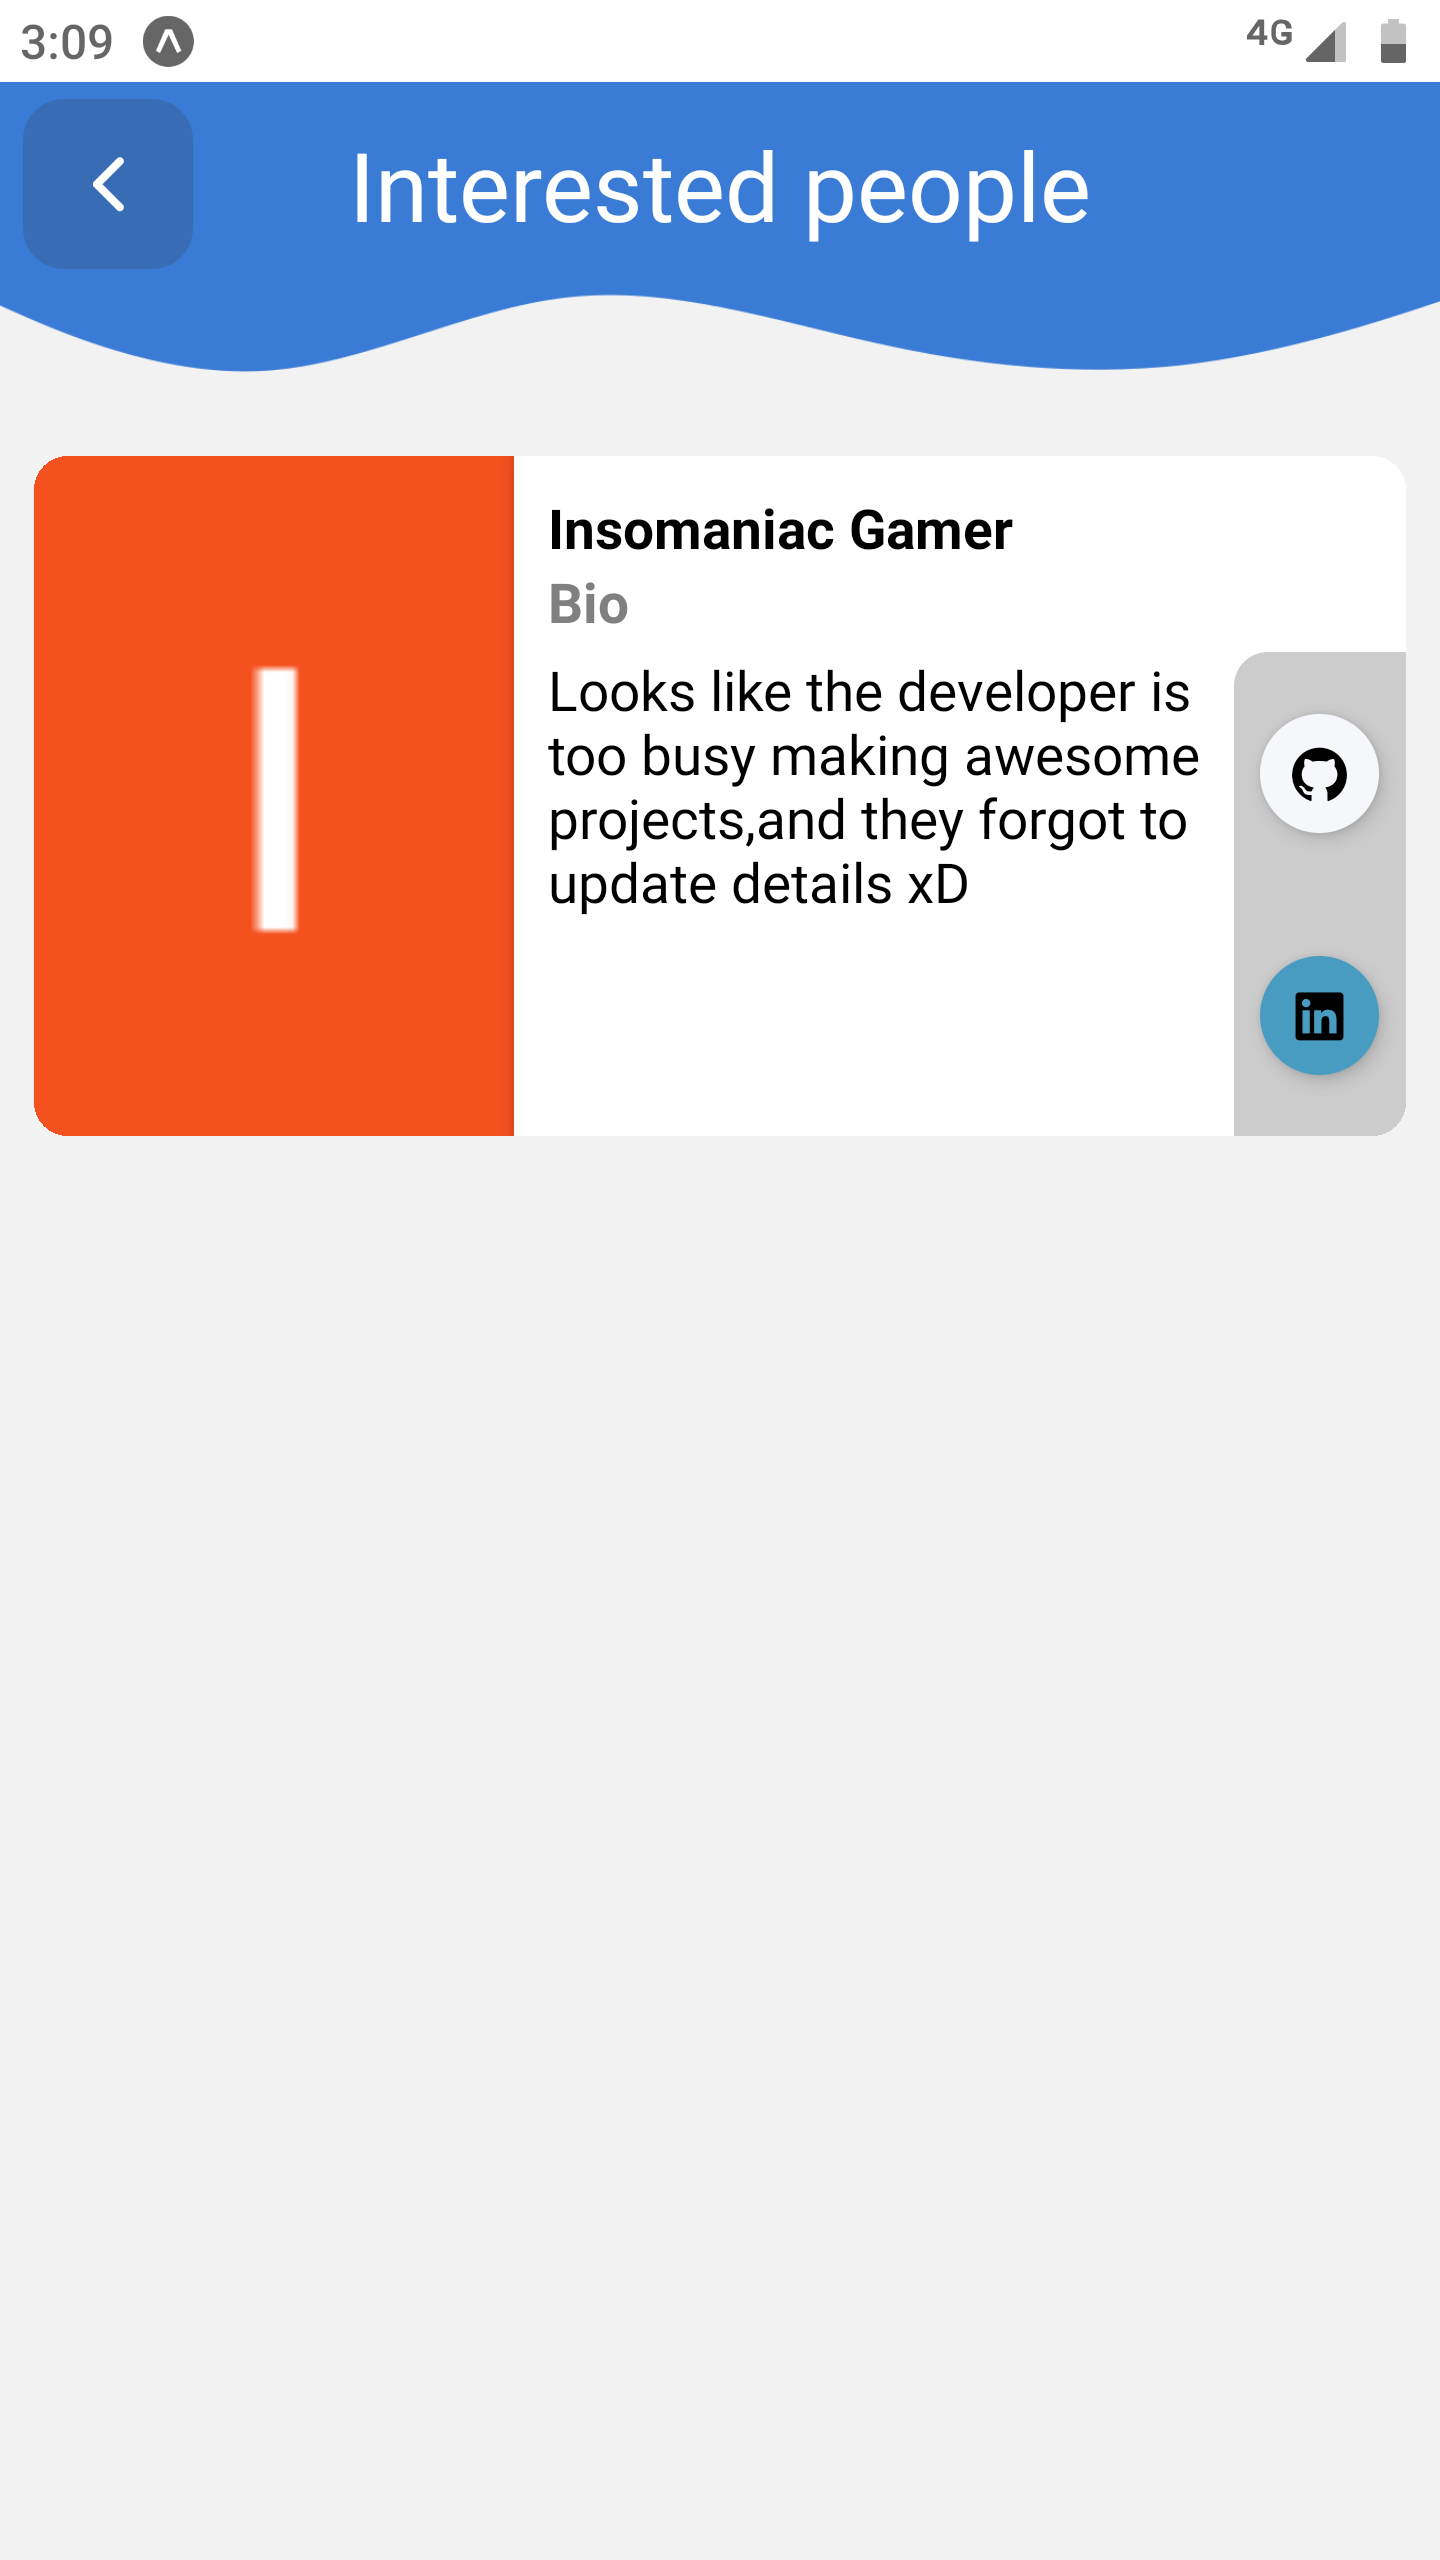 3:09
4G
Interested people
I
Insomaniac Gamer
Bio
Looks like the developer is
too busy making awesome
projects,and they forgot to
update details xD
in